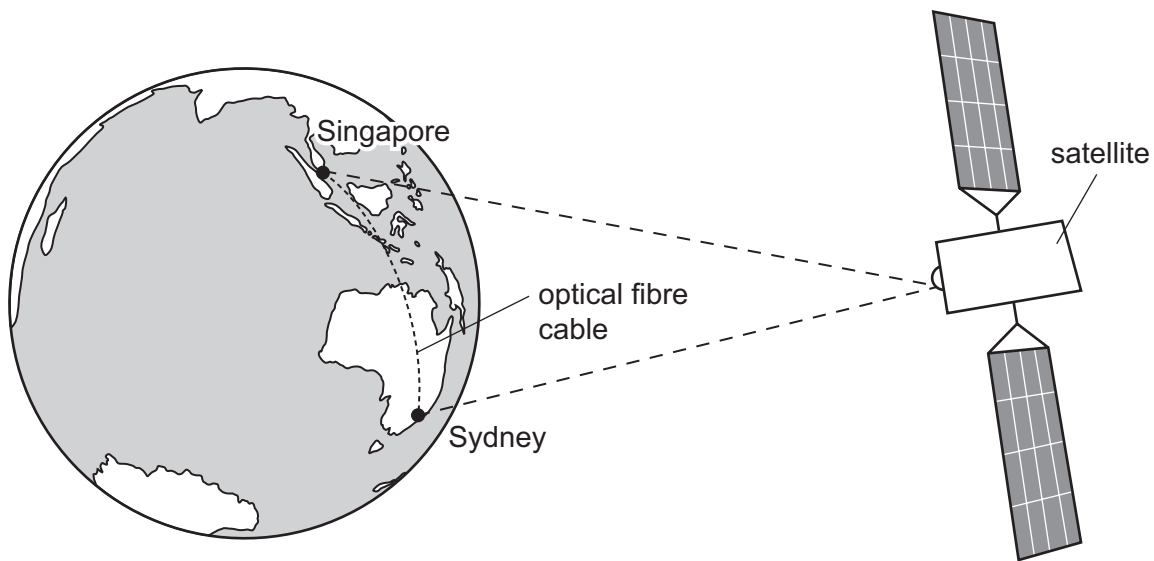 Singapore
satellite
optical fibre
cable
Sydney